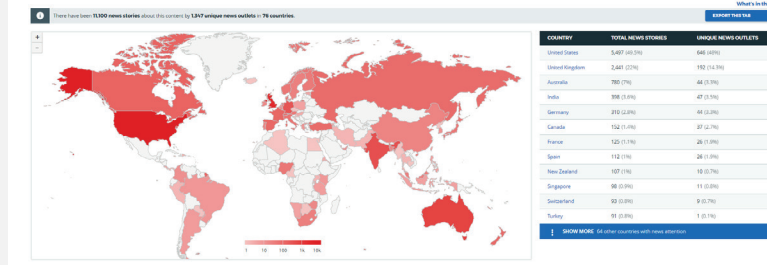 What's in th
There have been 11,100 news stories about this content by 1,347 unique news outlets in 76 countries.
EXPORT THIS TAB
+
-
COUNTRY TOTAL NEWS STORIES UNIQUE NEWS OUTLETS
United States 5,497 (49.5%) 646 (48%)
United Kingdom 2,441 (22%) 192 (14.3%)
Australia 780 (7%) 44 (3.3%)
India 398 (3.6%) 47 (3.5%)
Germany 310 (2.8%) 44 (3.3%)
Canada 152 (1.4%) 37 (2.7%)
France 125 (1.1%) 26 (1.9%)
Spain 112 (1%) 26 (1.9%)
New Zealand 107 (1%) 10 (0.7%)
Singapore 98 (0.9%) 11 (0.8%)
Switzerland 93 (0.8%) 9 (0.7%)
Turkey 91 (0.8%) 1 (0.1%)
SHOW MORE 64 other countries with news attention
1 10 100 1k 10k